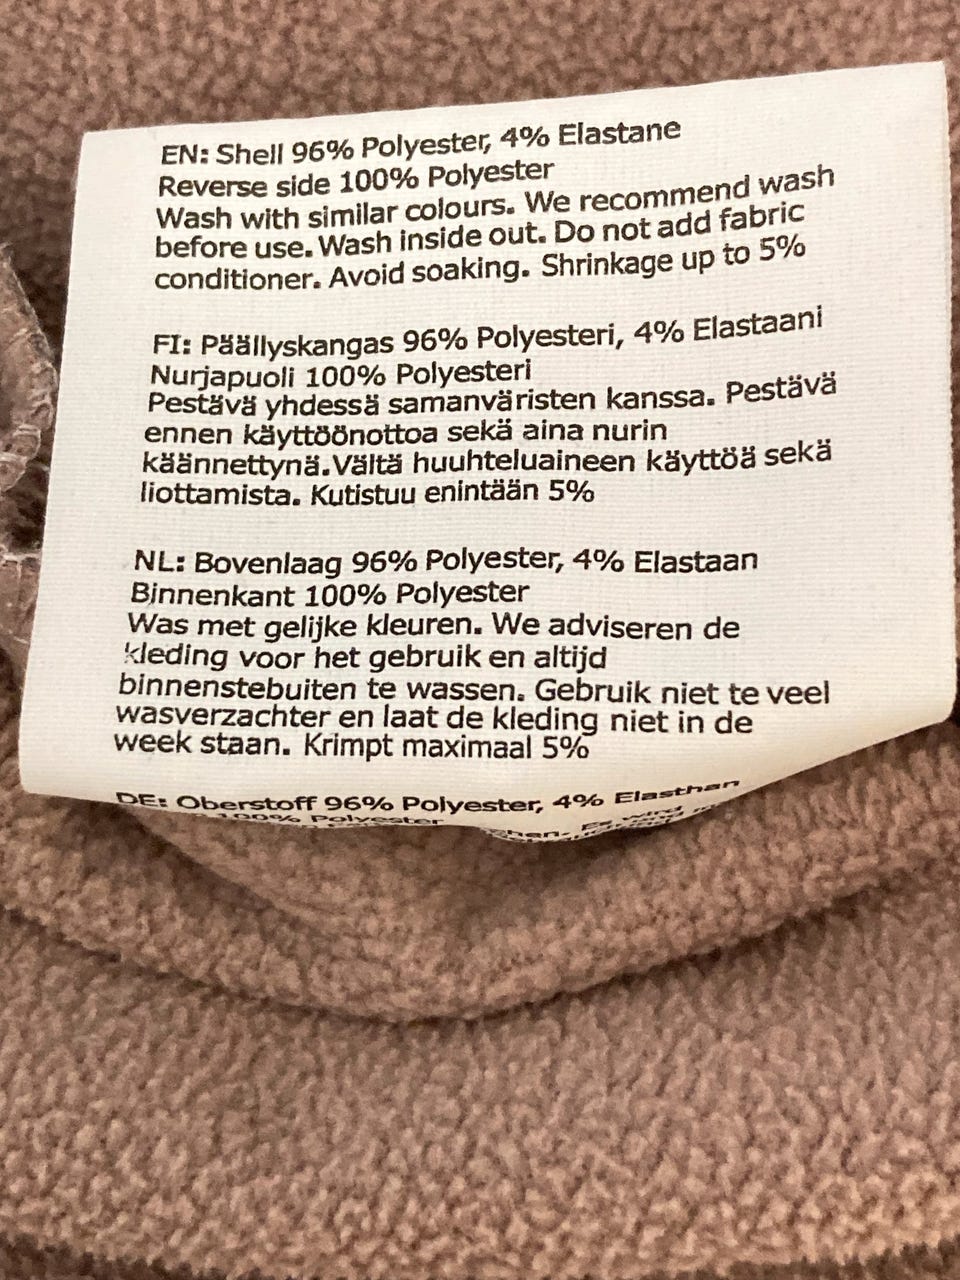 EN: Shell 96% Polyester, 4% Elastane
Reverse side 100% Polyester
Wash with similar colours. We recommend wash
before use. Wash inside out. Do not add fabric
conditioner. Avoid soaking. Shrinkage up to 5%
FI: Päällyskangas 96% Polyesteri, 4% Elastaani
Nurjapuoli 100% Polyesteri
Pestävä yhdessä samanväristen kanssa. Pestävä
ennen käyttöönottoa sekä aina nurin
käännettynä.Vältä huuhteluaineen käyttöä sekä
liottamista. Kutistuu enintään 5%
NL: Bovenlaag 96% Polyester, 4% Elastaan
Binnenkant 100% Polyester
Was met gelijke kleuren. We adviseren de
kleding voor het gebruik en altijd
binnenstebuiten te wassen. Gebruik niet te veel
wasverzachter en laat de kleding niet in de
week staan. Krimpt maximaal 5%
DE: Oberstoff 96% Polyester, 4% Elasthan
100% Polyester